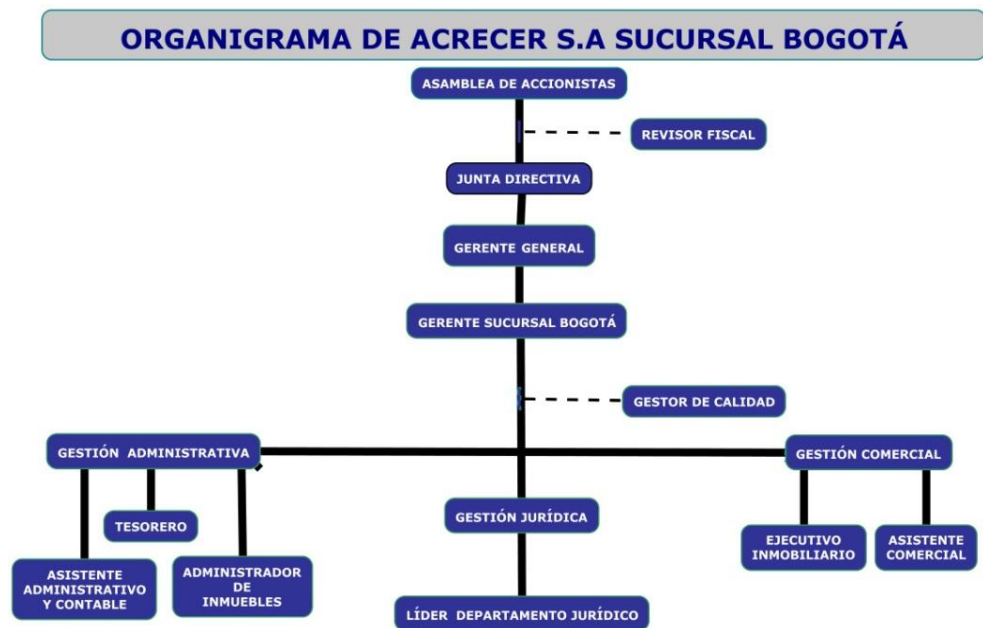 ORGANIGRAMA DE ACRECER S.A SUCURSAL BOGOTÁ
ASAMBLEA DE ACCIONISTAS
REVISOR FISCAL
JUNTA DIRECTIVA
GERENTE GENERAL
GERENTE SUCURSAL BOGOTÁ
GESTOR DE CALIDAD
GESTIÓN ADMINISTRATIVA
GESTIÓN COMERCIAL
GESTIÓN JURÍDICA
TESORERO
EJECUTIVO
INMOBILIARIO
ASISTENTE
COMERCIAL
ASISTENTE
ADMINISTRATIVO
Y CONTABLE
ADMINISTRADOR
DE
INMUEBLES
LÍDER DEPARTAMENTO JURÍDICO